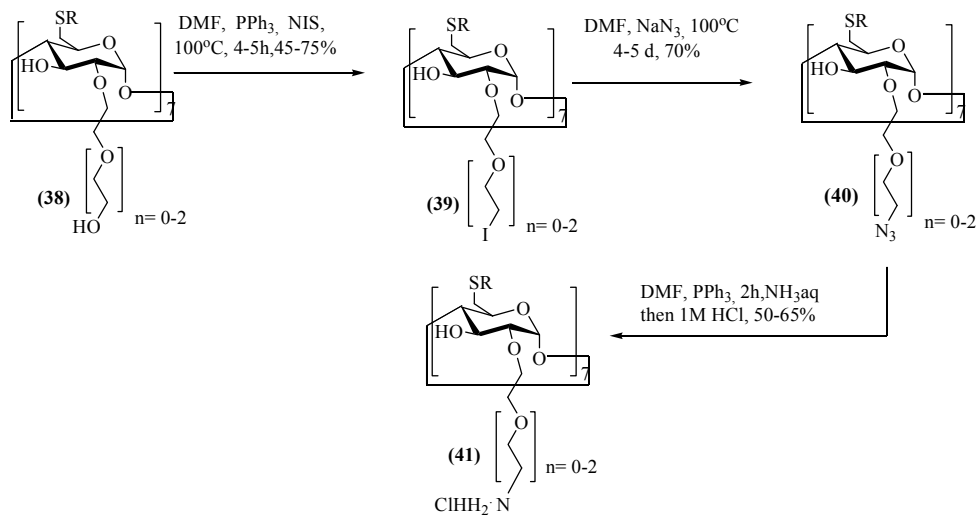 SR
O
HO
O
O
7
O
(38)
HO
n= 0-2
DMF, PPh3, NIS,
100°C, 4-5h,45-75%
SR
O
HO
O
O
7
O
(39)
I
n= 0-2
DMF, NaN3, 100°C
4-5 d, 70%
SR
O
HO
O
O
7
O
(40)
N3
n= 0-2
DMF, PPh3, 2h,NH3aq
then 1M HCl, 50-65%
SR
O
HO
O
O
7
O
(41)
n= 0-2
ClHH2· N